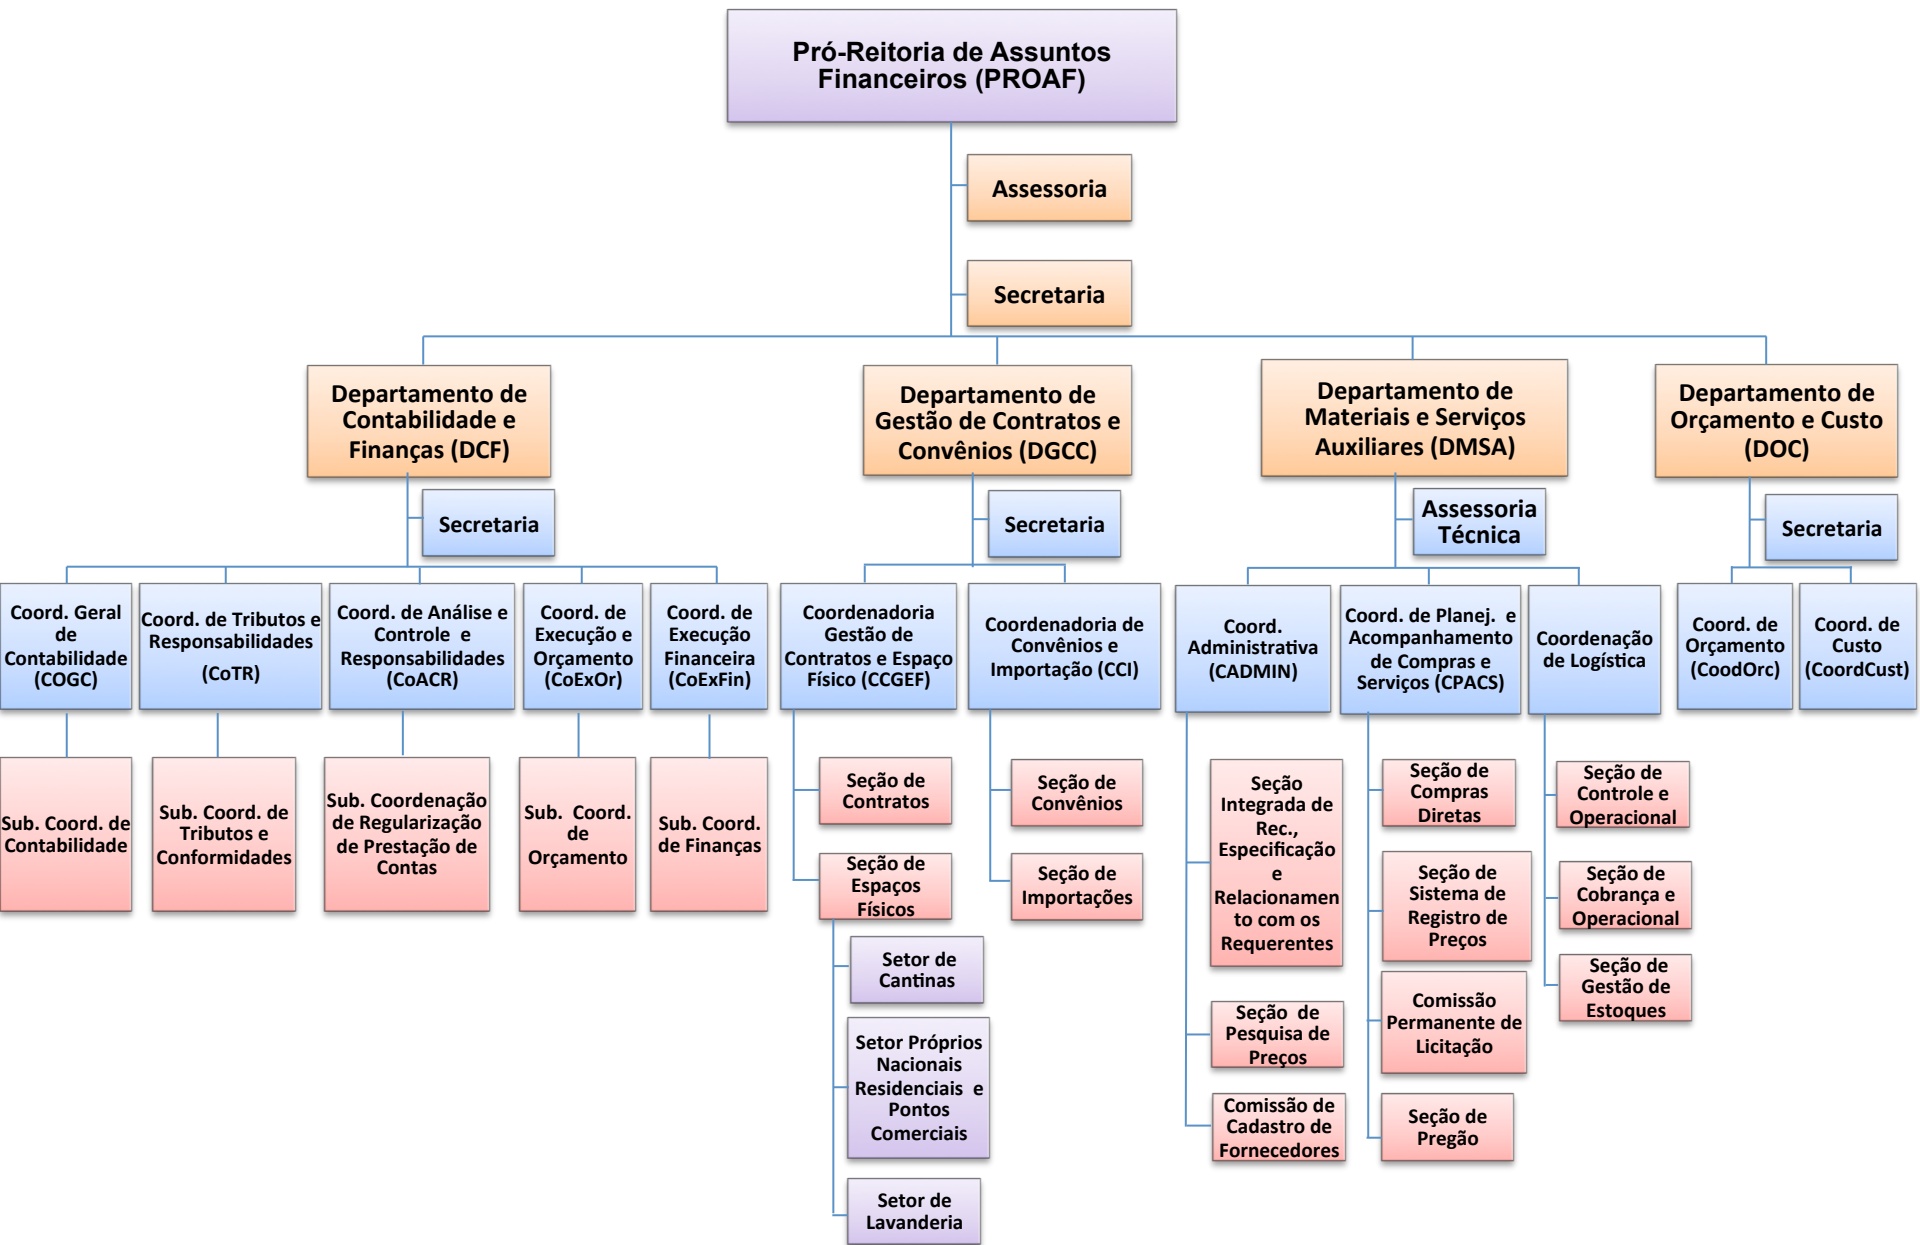 Pró-Reitoria de Assuntos
Financeiros (PROAF)
Assessoria
Secretaria
Departamento de
Contabilidade e
Finanças (DCF)
Departamento de
Gestão de Contratos e
Convênios (DGCC)
Departamento de
Materiais e Serviços
Auxiliares (DMSA)
Departamento de
Orçamento e Custo
(DOC)
Secretaria
Secretaria
Assessoria
Técnica
Secretaria
Coord. Geral
de
Contabilidade
(COGC)
Coord. de Tributos e
Responsabilidades
(CoTR)
Coord. de Análise e
Controle e
Responsabilidades
(CoACR)
Coord. de
Execução e
Orçamento
(CoExOr)
Coord. de
Execução
Financeira
(CoExFin)
Coordenadoria
Gestão de
Contratos e Espaço
Físico (CCGEF)
Coordenadoria de
Convênios e
Importação (CCI)
Coord.
Administrativa
(CADMIN)
Coord. de Planej. e
Acompanhamento
de Compras e
Serviços (CPACS)
Coordenação
de Logística
Coord. de
Orçamento
(CoodOrc)
Coord. de
Custo
(CoordCust)
Sub. Coord. de
Contabilidade
Sub. Coord. de
Tributos e
Conformidades
Sub. Coordenação
de Regularização
de Prestação de
Contas
Sub. Coord.
de
Orçamento
Sub. Coord.
de Finanças
Seção de
Contratos
Seção de
Espaços
Físicos
Setor de
Cantinas
Setor Próprios
Nacionais
Residenciais e
Pontos
Comerciais
Setor de
Lavanderia
Seção de
Convênios
Seção de
Importações
Seção
Integrada de
Rec.,
Especificação
e
Relacionamen
to com os
Requerentes
Seção de
Pesquisa de
Preços
Comissão de
Cadastro de
Fornecedores
Seção de
Compras
Diretas
Seção de
Sistema de
Registro de
Preços
Comissão
Permanente de
Licitação
Seção de
Pregão
Seção de
Controle e
Operacional
Seção de
Cobrança e
Operacional
Seção de
Gestão de
Estoques